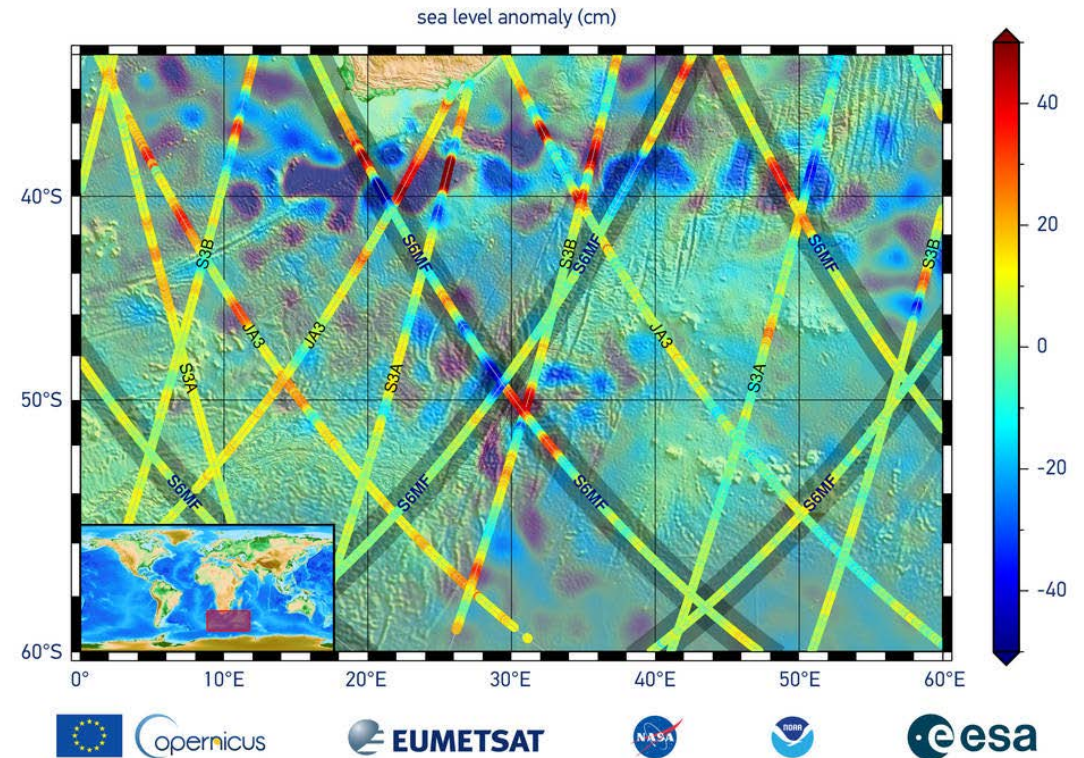 sea level anomaly (cm)
40
20
0
-20
-40
40°S
50°S
60°S
0°
10°E
20°E
30°E
40°E
50°E
60°E
S3B
S6MF
S3B
S6MF
S6MF
S3B
JA3
JA3
JA3
S3A
S3A
S3A
S6MF
S6MF
S6MF
S6MF
opernicus
EUMETSAT
NASA
NOAA
esa